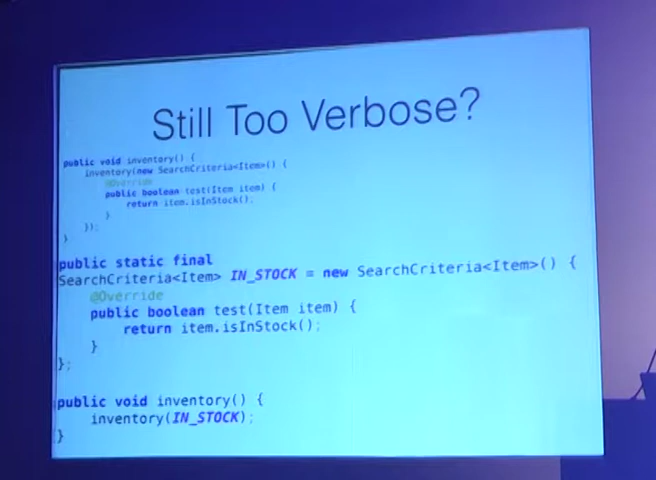 Still Too Verbose?
public void inventory() {
inventory(new SearchCriteria<Item>() {
@Override
public boolean test(Item item) {
return item.isInStock();
}
});
}
public static final
SearchCriteria<Item> IN_STOCK = new SearchCriteria<Item>() {
@Override
public boolean test(Item item) {
return item.isInStock();
}
};
public void inventory() {
inventory(IN_STOCK);
}